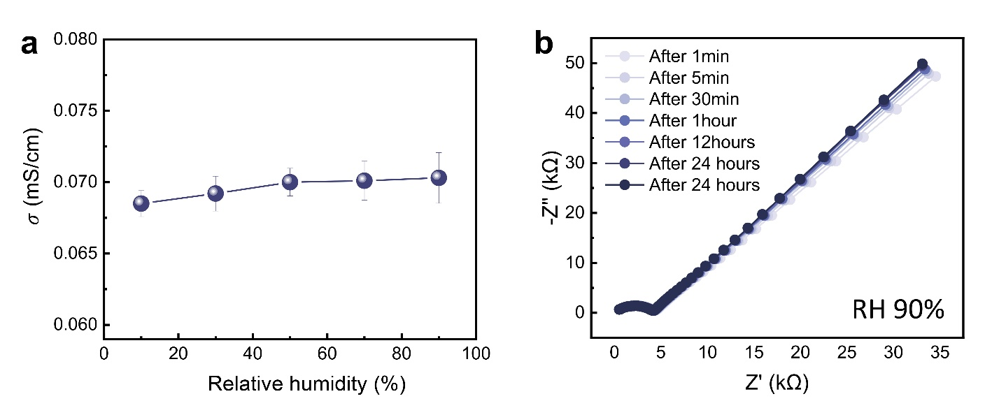 a
0.080
0.075
0.070
0.065
0.060
σ (mS/cm)
0 20 40 60 80 100
Relative humidity (%)
b
50
40
30
20
10
0
-Z" (kΩ)
After 1min
After 5min
After 30min
After 1hour
After 12hours
After 24 hours
After 24 hours
RH 90%
0 5 10 15 20 25 30 35
Z' (kΩ)